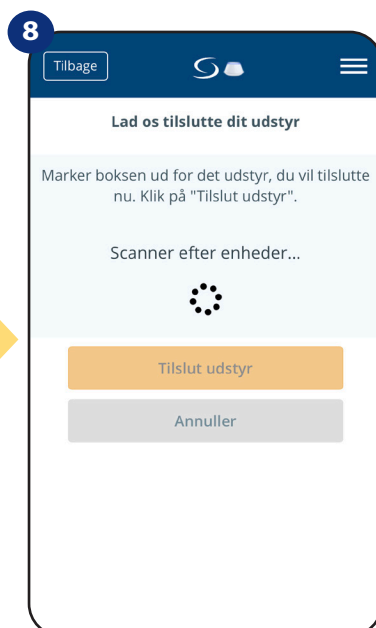 8
Tilbage
Lad os tilslutte dit udstyr
Marker boksen ud for det udstyr, du vil tilslutte
nu. Klik på "Tilslut udstyr".
Scanner efter enheder...
Tilslut udstyr
Annuller